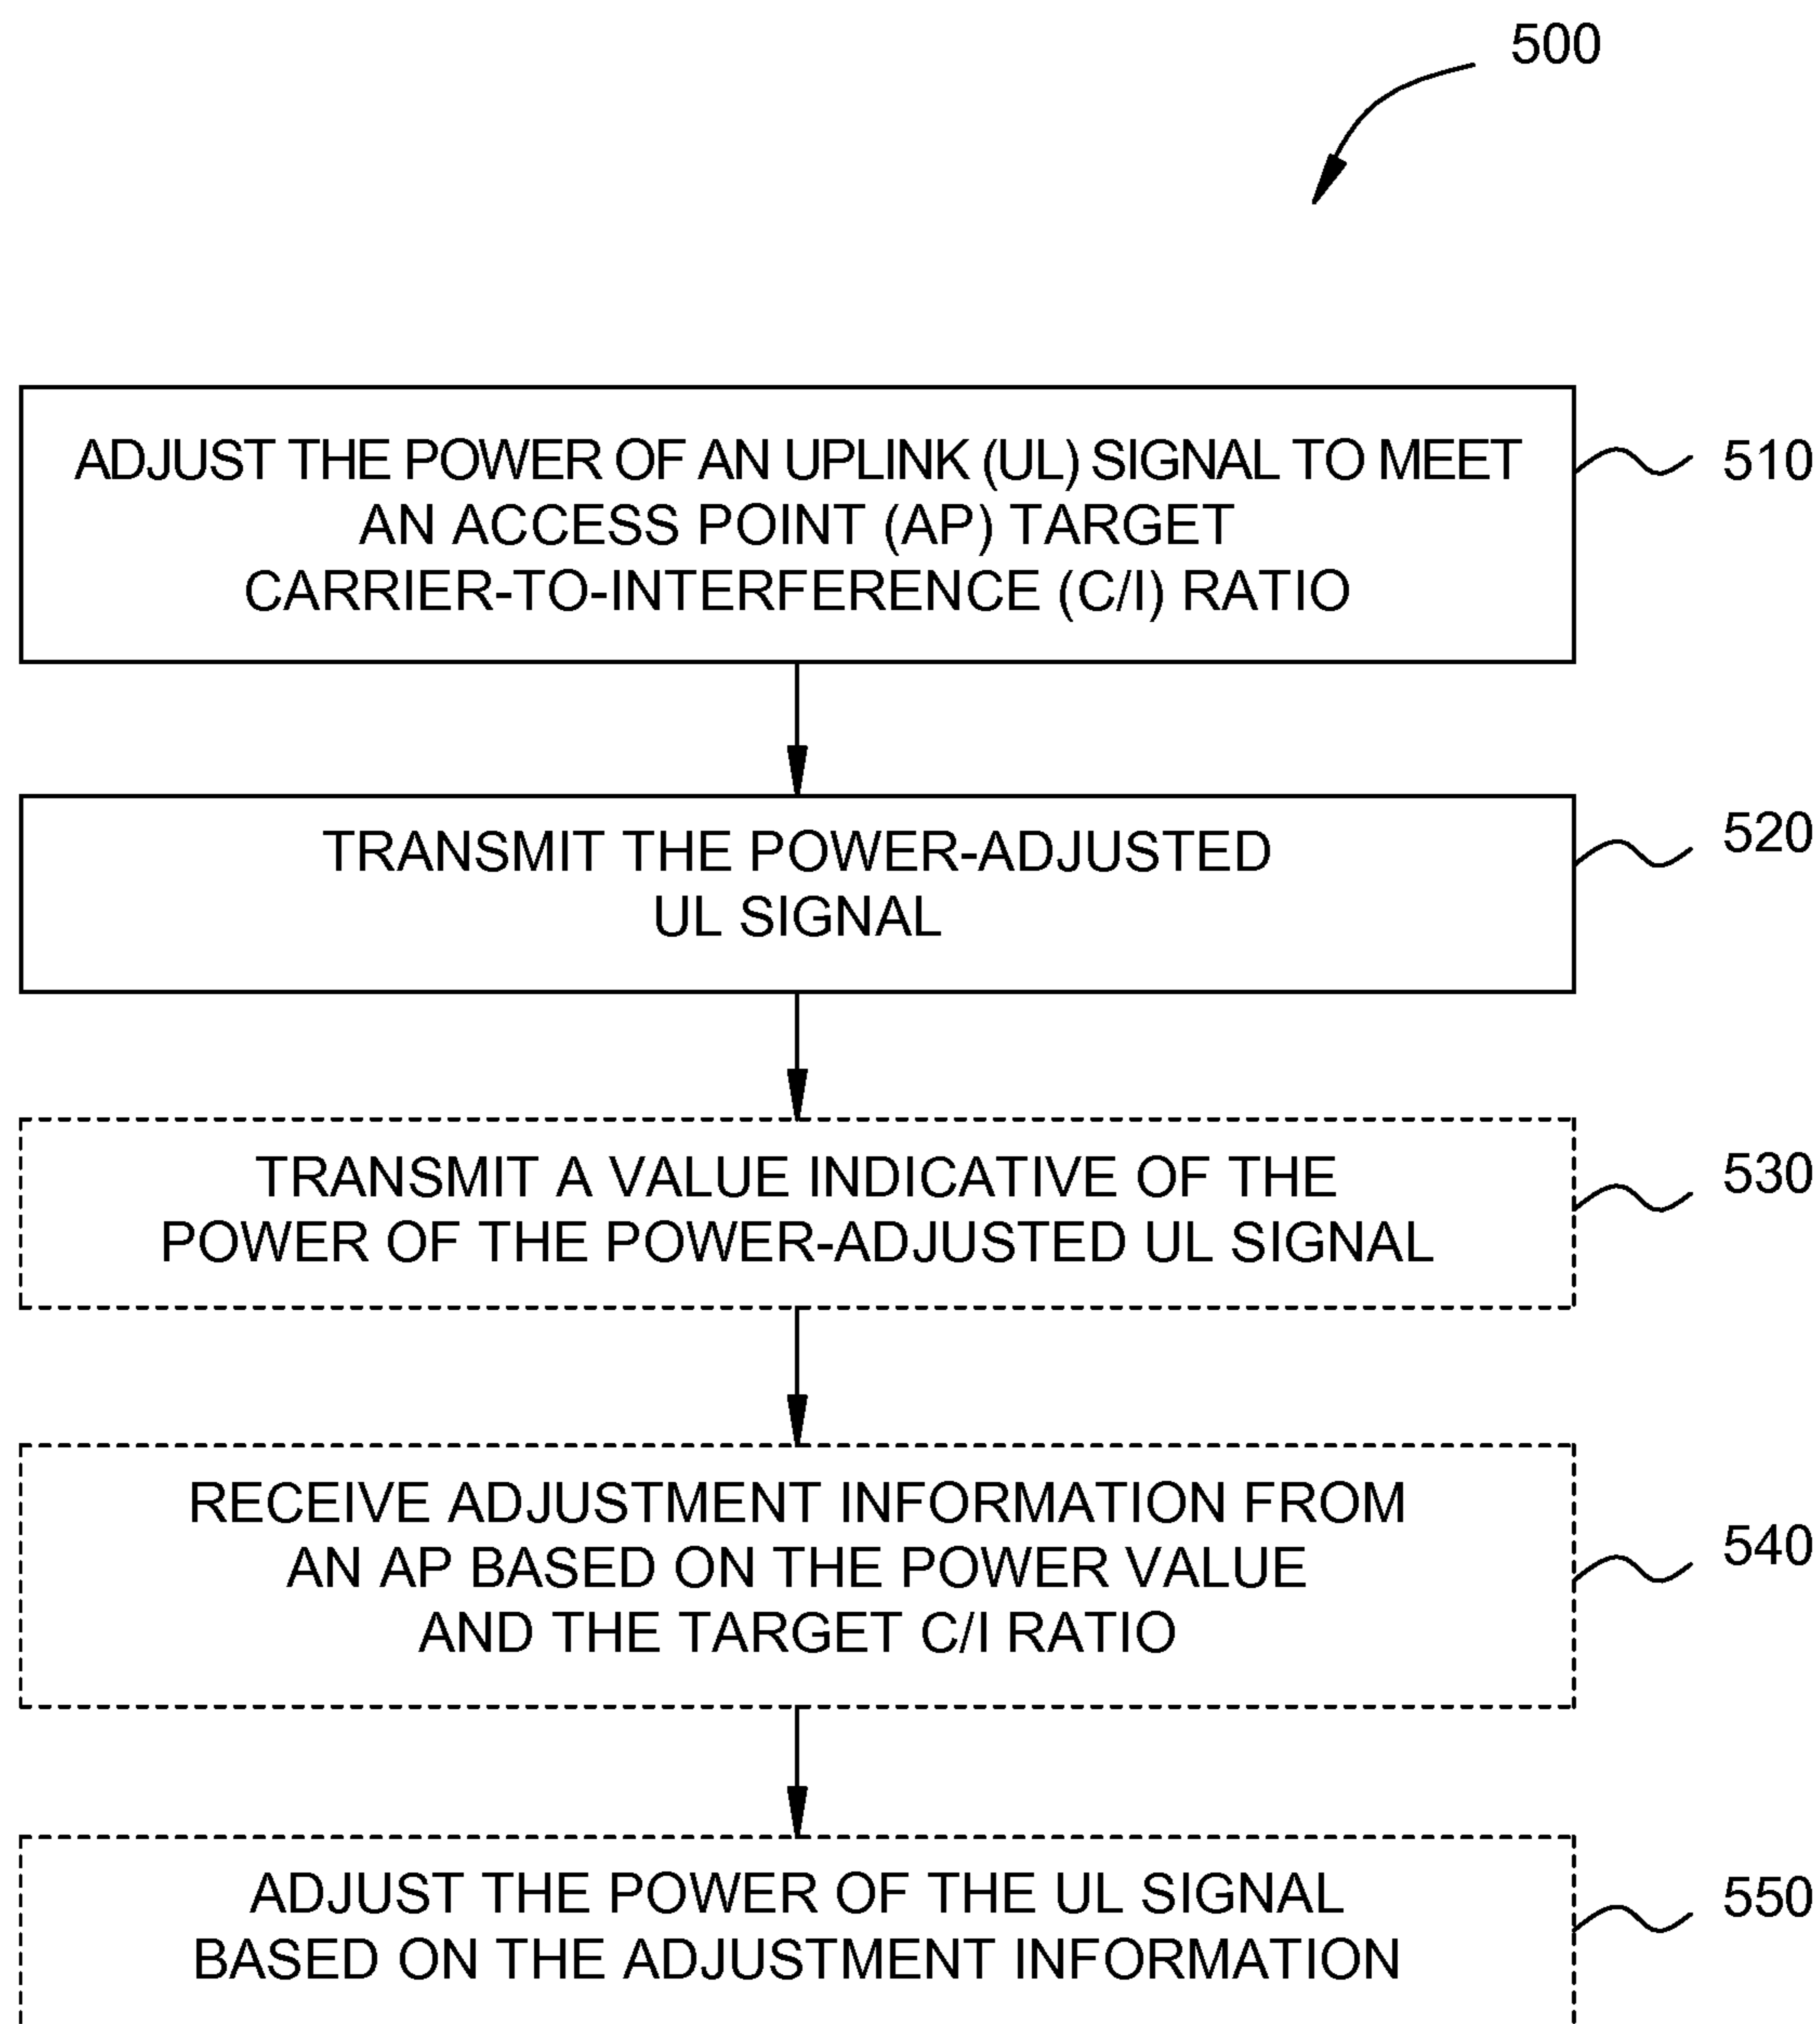 500
ADJUST THE POWER OF AN UPLINK (UL) SIGNAL TO MEET
AN ACCESS POINT (AP) TARGET
CARRIER-TO-INTERFERENCE (C/I) RATIO
510
TRANSMIT THE POWER-ADJUSTED
UL SIGNAL
520
TRANSMIT A VALUE INDICATIVE OF THE
POWER OF THE POWER-ADJUSTED UL SIGNAL
530
RECEIVE ADJUSTMENT INFORMATION FROM
AN AP BASED ON THE POWER VALUE
AND THE TARGET C/I RATIO
540
ADJUST THE POWER OF THE UL SIGNAL
BASED ON THE ADJUSTMENT INFORMATION
550